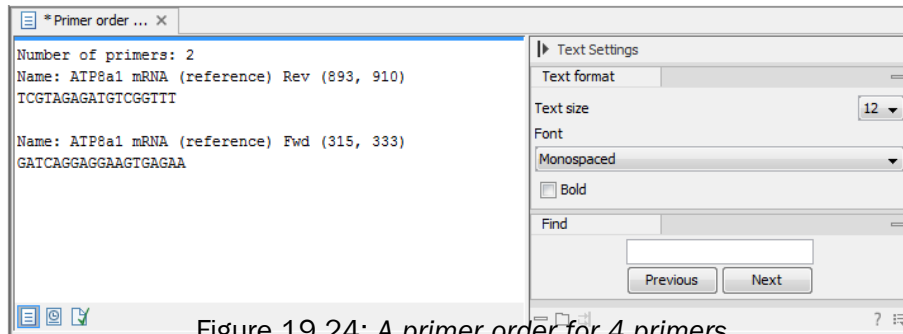 * Primer order ...
Number of primers: 2
Name: ATP8a1 mRNA (reference) Rev (893, 910)
TCGTAGAGATGTCGGTTT
Name: ATP8a1 mRNA (reference) Fwd (315, 333)
GATCAGGAGGAAGTGAGAA
Text Settings
Text format
Text size
12
Font
Monospaced
Bold
Find
Previous
Next
?
Figure 19.24: A primer order for 4 primers